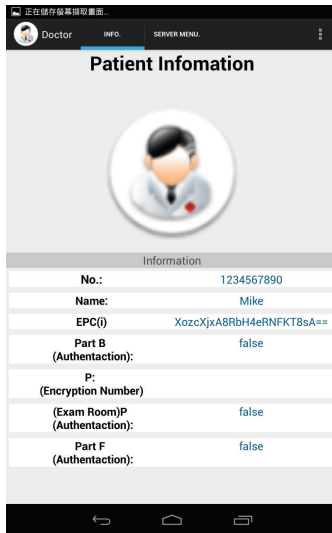 正在儲存螢幕擷取畫面...
Doctor INFO. SERVER MENU.
Patient Infomation
Information
No.: 1234567890
Name: Mike
EPC(i) XozcXjxA8RbH4eRNFKT8sA==
Part B false
(Authentaction):
P:
(Encryption Number)
(Exam Room)P false
(Authentaction):
Part F false
(Authentaction):